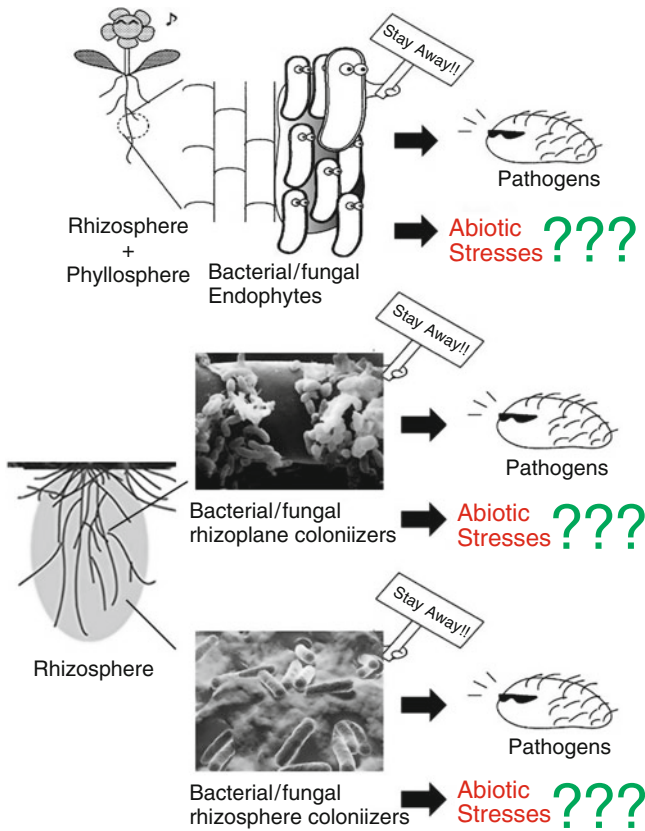 Stay Away!!
Pathogens
Rhizosphere
+
Phyllosphere
Bacterial/fungal
Endophytes
Abiotic
Stresses ???
Stay Away!!
Pathogens
Bacterial/fungal
rhizoplane coloniizers
Abiotic
Stresses ???
Rhizosphere
Stay Away!!
Pathogens
Bacterial/fungal
rhizosphere coloniizers
Abiotic
Stresses ???